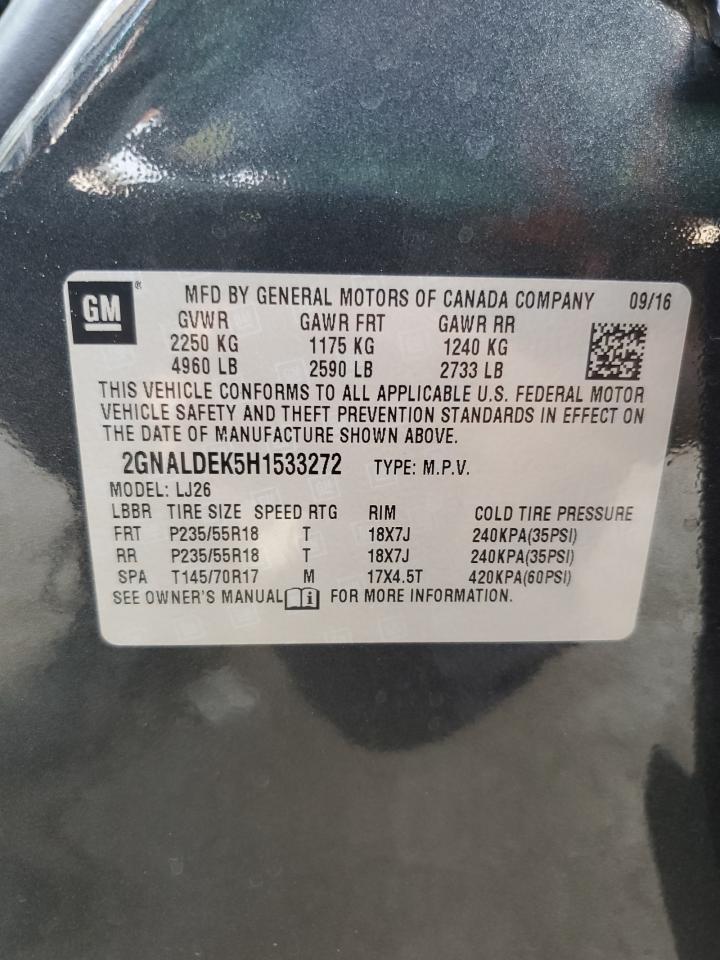 GM ® MFD BY GENERAL MOTORS OF CANADA COMPANY 09/16
GVWR GAWR FRT GAWR RR
2250 KG 1175 KG 1240 KG
4960 LB 2590 LB 2733 LB
THIS VEHICLE CONFORMS TO ALL APPLICABLE U.S. FEDERAL MOTOR
VEHICLE SAFETY AND THEFT PREVENTION STANDARDS IN EFFECT ON
THE DATE OF MANUFACTURE SHOWN ABOVE.
2GNALDEK5H1533272 TYPE: M.P.V.
MODEL: LJ26
LBBR TIRE SIZE SPEED RTG RIM COLD TIRE PRESSURE
FRT P235/55R18 T 18X7J 240KPA(35PSI)
RR P235/55R18 T 18X7J 240KPA(35PSI)
SPA T145/70R17 M 17X4.5T 420KPA(60PSI)
SEE OWNER'S MANUAL i FOR MORE INFORMATION.